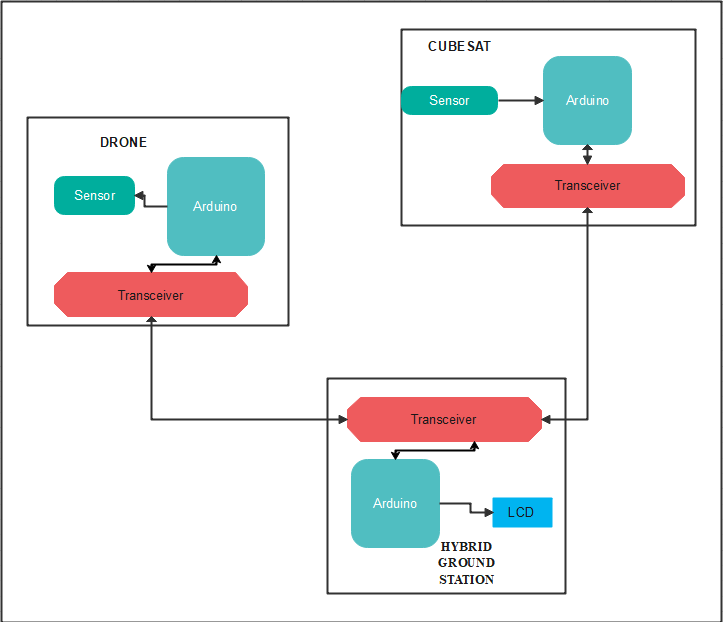 CUBESAT
Sensor
Arduino
Transceiver
DRONE
Sensor
Arduino
Transceiver
Transceiver
Arduino
LCD
HYBRID
GROUND
STATION